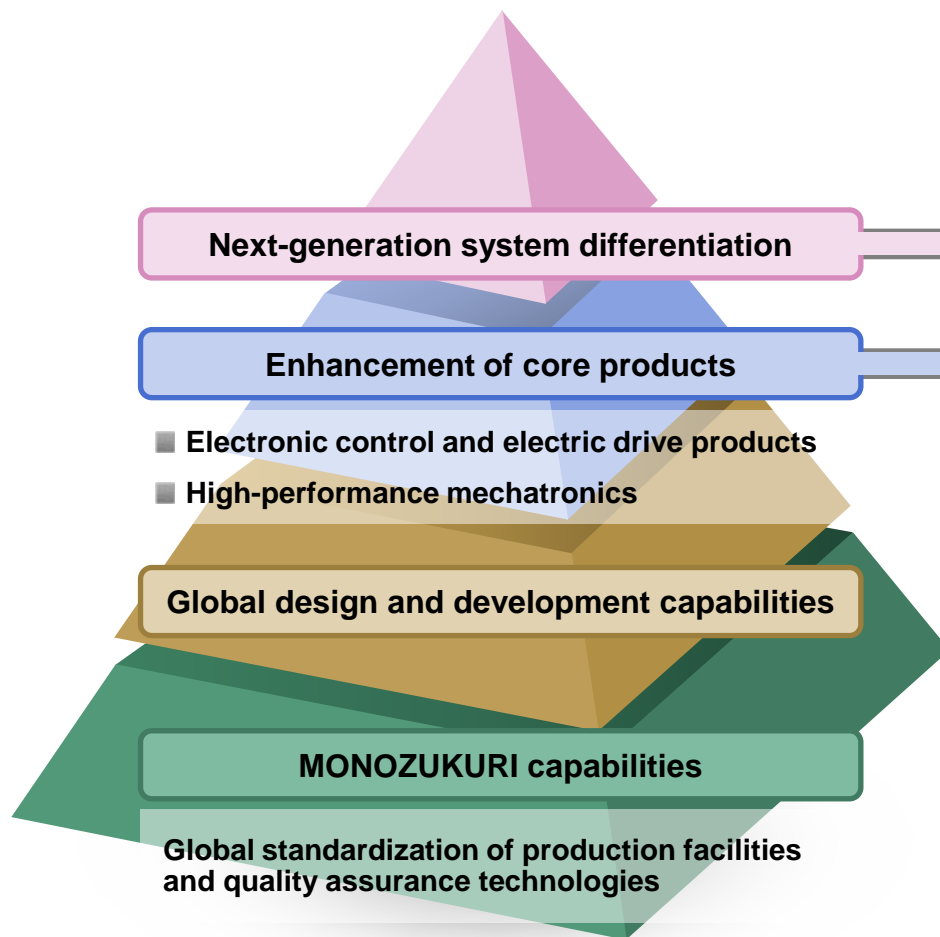 Next-generation system differentiation
Enhancement of core products
Electronic control and electric drive products
High-performance mechatronics
Global design and development capabilities
MONOZUKURI capabilities
Global standardization of production facilities
and quality assurance technologies